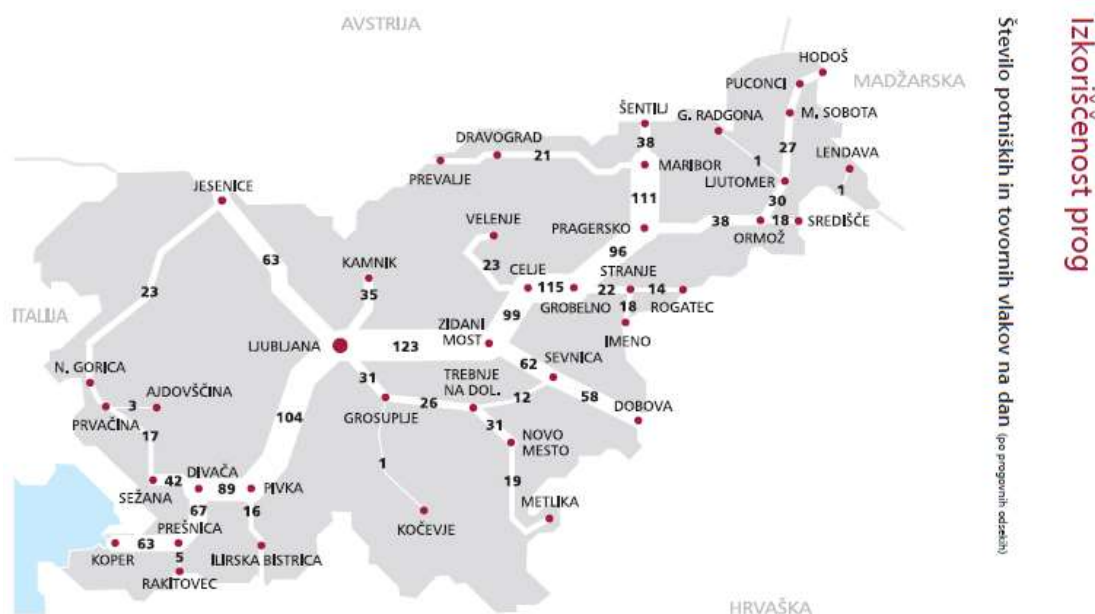 Izkoriščenost prog
Število potniških in tovornih vlakov na dan (po progovnih odsekih)
AVSTRIJA
HODOŠ
MADŽARSKA
PUCONCI
ŠENTILJ
G. RADGONA
M. SOBOTA
DRAVOGRAD
38
27
LENDAVA
21
MARIBOR
1
PREVALJE
LJUTOMER
1
JESENICE
111
30
VELENJE
PRAGERSKO
38
18
SREDIŠČE
ORMOŽ
63
KAMNIK
23
CELJE
96
STRANJE
23
35
115
22
14
GROBELNO
18
ROGATEC
ITALIJA
99
ZIDANI
MOST
IMENO
LJUBLJANA
123
SEVNICA
62
N. GORICA
31
TREBNJE
NA DOL.
AJDOVŠČINA
26
12
58
3
104
GROSUPLJE
DOBOVA
PRVAČINA
31
17
NOVO
MESTO
1
DIVAČA
19
42
89
PIVKA
SEŽANA
METLIKA
67
16
PREŠNICA
KOČEVJE
63
KOPER
5
ILIRSKA BISTRICA
RAKITOVEC
HRVAŠKA